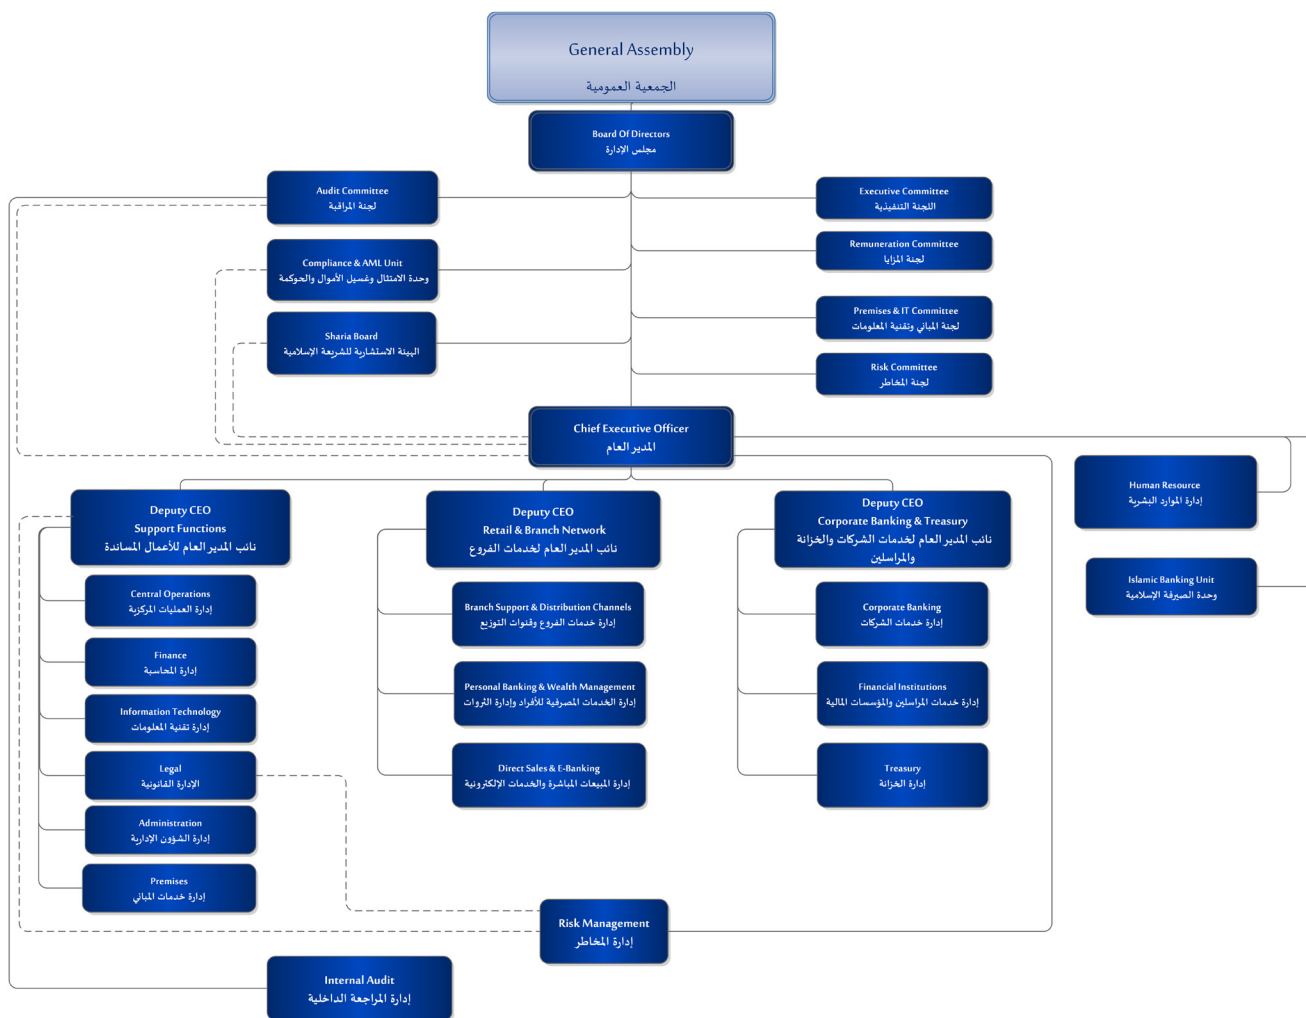 General Assembly
الجمعية العمومية
Board Of Directors
مجلس الإدارة
Audit Committee
لجنة المراقبة
Executive Committee
اللجنة التنفيذية
Compliance & AML Unit
وحدة الامتثال وغسيل الأموال والحوكمة
Remuneration Committee
لجنة المزايا
Sharia Board
الهيئة الاستشارية للشريعة الإسلامية
Premises & IT Committee
لجنة المباني وتقنية المعلومات
Risk Committee
لجنة المخاطر
Chief Executive Officer
المدير العام
Human Resource
إدارة الموارد البشرية
Islamic Banking Unit
وحدة الصيرفة الإسلامية
Deputy CEO
Support Functions
نائب المدير العام للأعمال المساندة
Central Operations
إدارة العمليات المركزية
Finance
إدارة المحاسبة
Information Technology
إدارة تقنية المعلومات
Legal
الإدارة القانونية
Administration
إدارة الشؤون الإدارية
Premises
إدارة خدمات المباني
Deputy CEO
Retail & Branch Network
نائب المدير العام لخدمات الفروع
Branch Support & Distribution Channels
إدارة خدمات الفروع وقنوات التوزيع
Personal Banking & Wealth Management
إدارة الخدمات المصرفية للأفراد وإدارة الثروات
Direct Sales & E-Banking
إدارة المبيعات المباشرة والخدمات الإلكترونية
Deputy CEO
Corporate Banking & Treasury
نائب المدير العام لخدمات الشركات والخزانة
والمراسلين
Corporate Banking
إدارة خدمات الشركات
Financial Institutions
إدارة خدمات المراسلين والمؤسسات المالية
Treasury
إدارة الخزانة
Risk Management
إدارة المخاطر
Internal Audit
إدارة المراجعة الداخلية